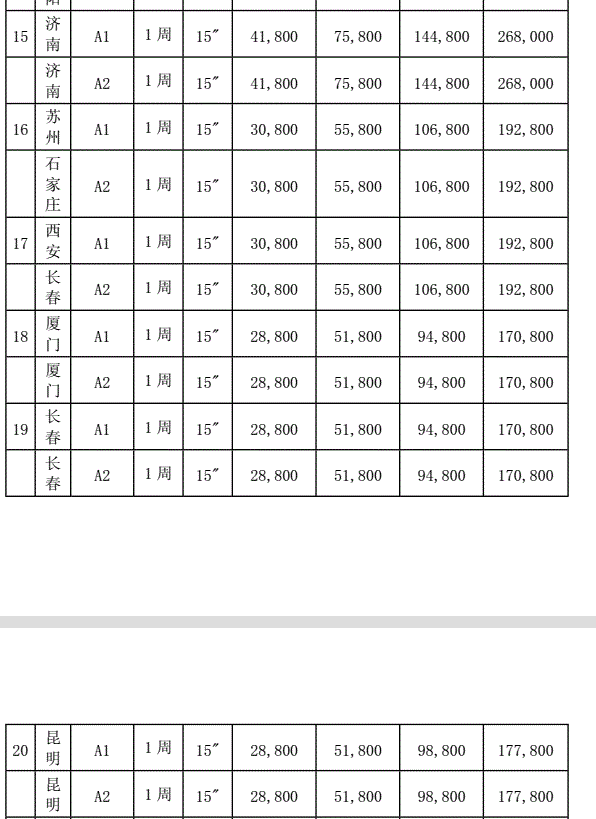 15 济南 A1 1 周 15″ 41,800 75,800 144,800 268,000
济南 A2 1 周 15″ 41,800 75,800 144,800 268,000
16 苏州 A1 1 周 15″ 30,800 55,800 106,800 192,800
石家庄 A2 1 周 15″ 30,800 55,800 106,800 192,800
17 西安 A1 1 周 15″ 30,800 55,800 106,800 192,800
长春 A2 1 周 15″ 30,800 55,800 106,800 192,800
18 厦门 A1 1 周 15″ 28,800 51,800 94,800 170,800
厦门 A2 1 周 15″ 28,800 51,800 94,800 170,800
19 长春 A1 1 周 15″ 28,800 51,800 94,800 170,800
长春 A2 1 周 15″ 28,800 51,800 94,800 170,800
20 昆明 A1 1 周 15″ 28,800 51,800 98,800 177,800
昆明 A2 1 周 15″ 28,800 51,800 98,800 177,800